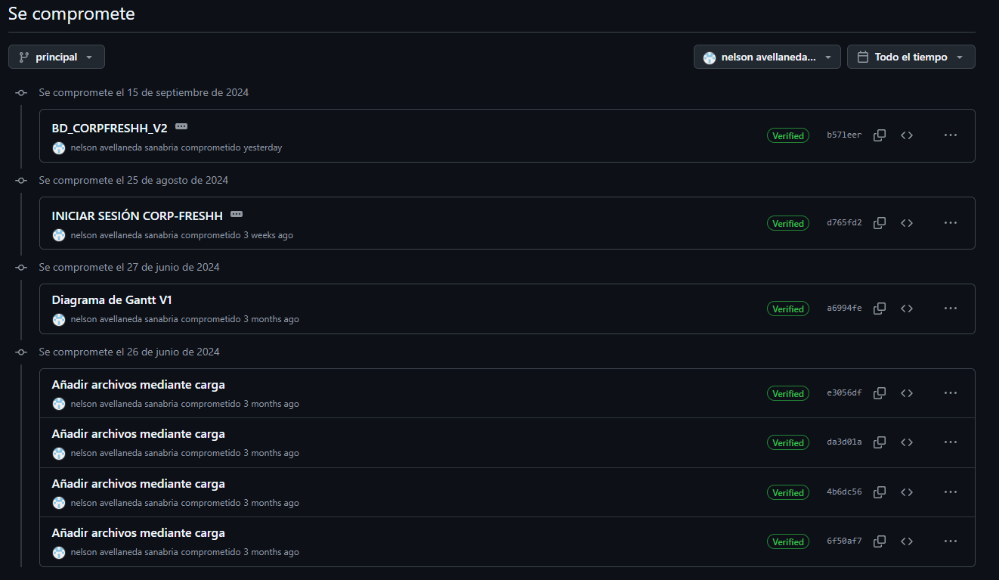 Se compromete
principal
nelson avellaneda...
Todo el tiempo
Se compromete el 15 de septiembre de 2024
BD_CORPFRESHH_V2
Verified
b571eer
nelson avellaneda sanabria comprometido yesterday
Se compromete el 25 de agosto de 2024
INICIAR SESIÓN CORP-FRESHH
Verified
d765fd2
nelson avellaneda sanabria comprometido 3 weeks ago
Se compromete el 27 de junio de 2024
Diagrama de Gantt V1
Verified
a6994fe
nelson avellaneda sanabria comprometido 3 months ago
Se compromete el 26 de junio de 2024
Añadir archivos mediante carga
Verified
e3056df
nelson avellaneda sanabria comprometido 3 months ago
Añadir archivos mediante carga
Verified
da3d01a
nelson avellaneda sanabria comprometido 3 months ago
Añadir archivos mediante carga
Verified
4b6dc56
nelson avellaneda sanabria comprometido 3 months ago
Añadir archivos mediante carga
Verified
6f50af7
nelson avellaneda sanabria comprometido 3 months ago